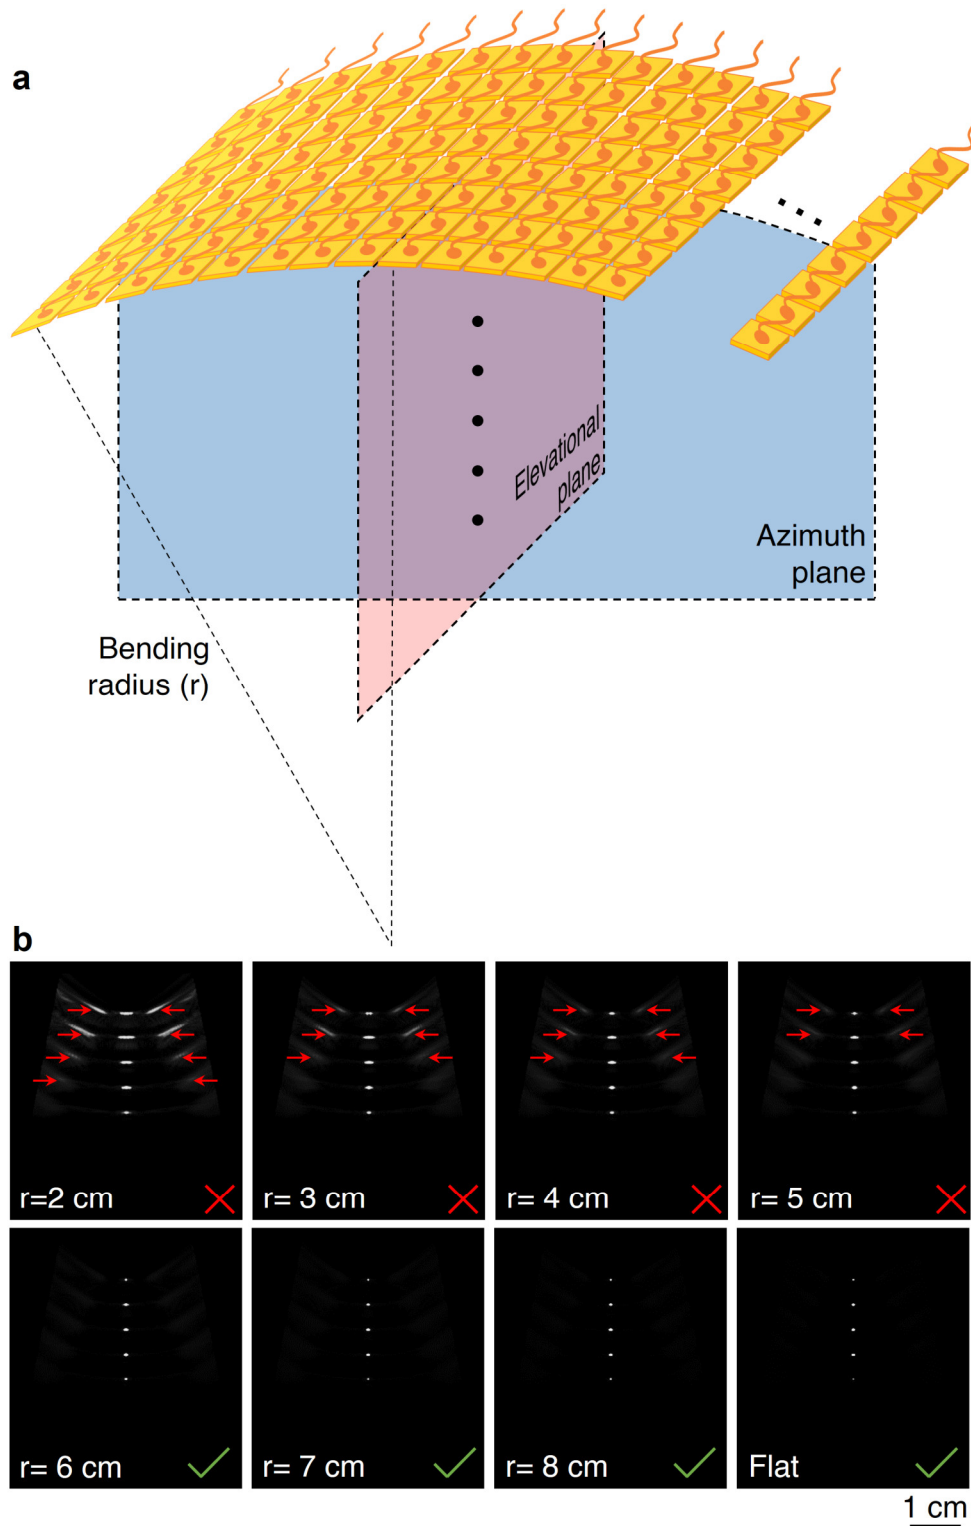 a
Elevational
plane
Azimuth
plane
Bending
radius (r)
b
r=2 cm
r= 3 cm
r= 4 cm
r= 5 cm
r= 6 cm
r= 7 cm
r= 8 cm
Flat
1 cm